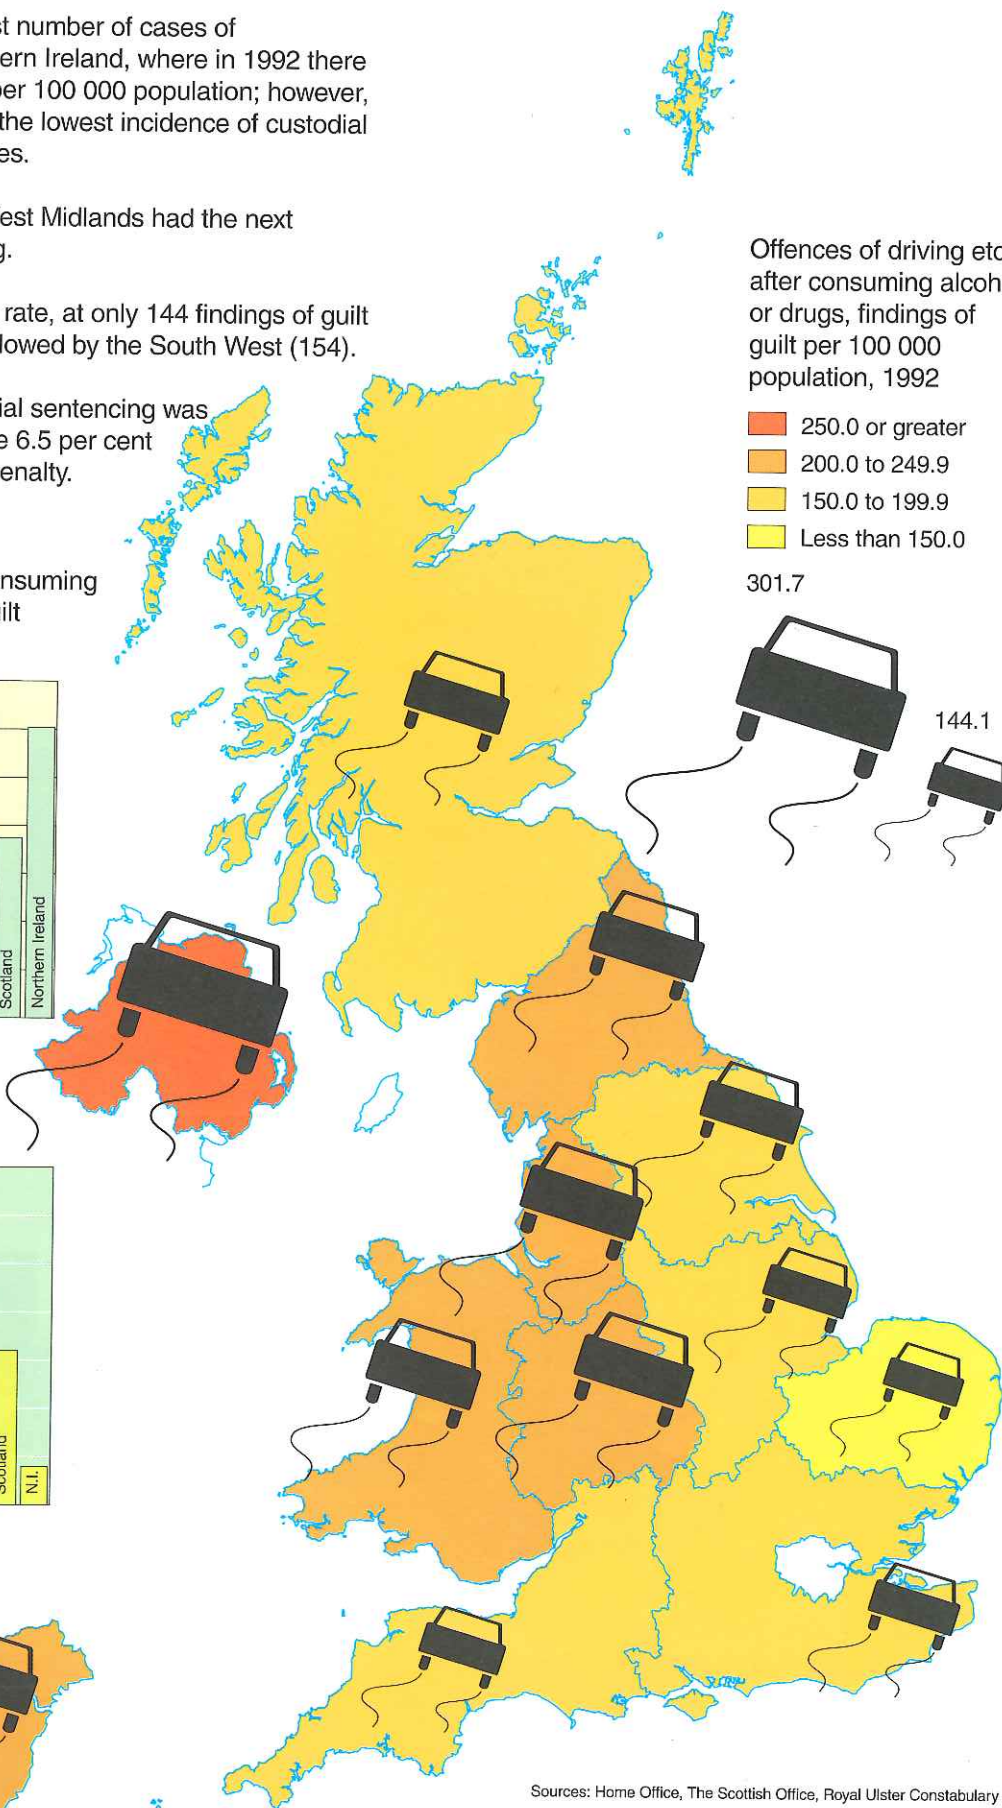 st number of cases of
ern Ireland, where in 1992 there
per 100 000 population; however,
the lowest incidence of custodial
es.
est Midlands had the next
g.
rate, at only 144 findings of guilt
lowed by the South West (154).
ial sentencing was
e 6.5 per cent
enalty.
nsuming
ilt
Offences of driving etc
after consuming alcoh
or drugs, findings of
guilt per 100 000
population, 1992
250.0 or greater
200.0 to 249.9
150.0 to 199.9
Less than 150.0
301.7
144.1
Scotland
Northern Ireland
Scotland
N.I.
Sources: Home Office, The Scottish Office, Royal Ulster Constabulary